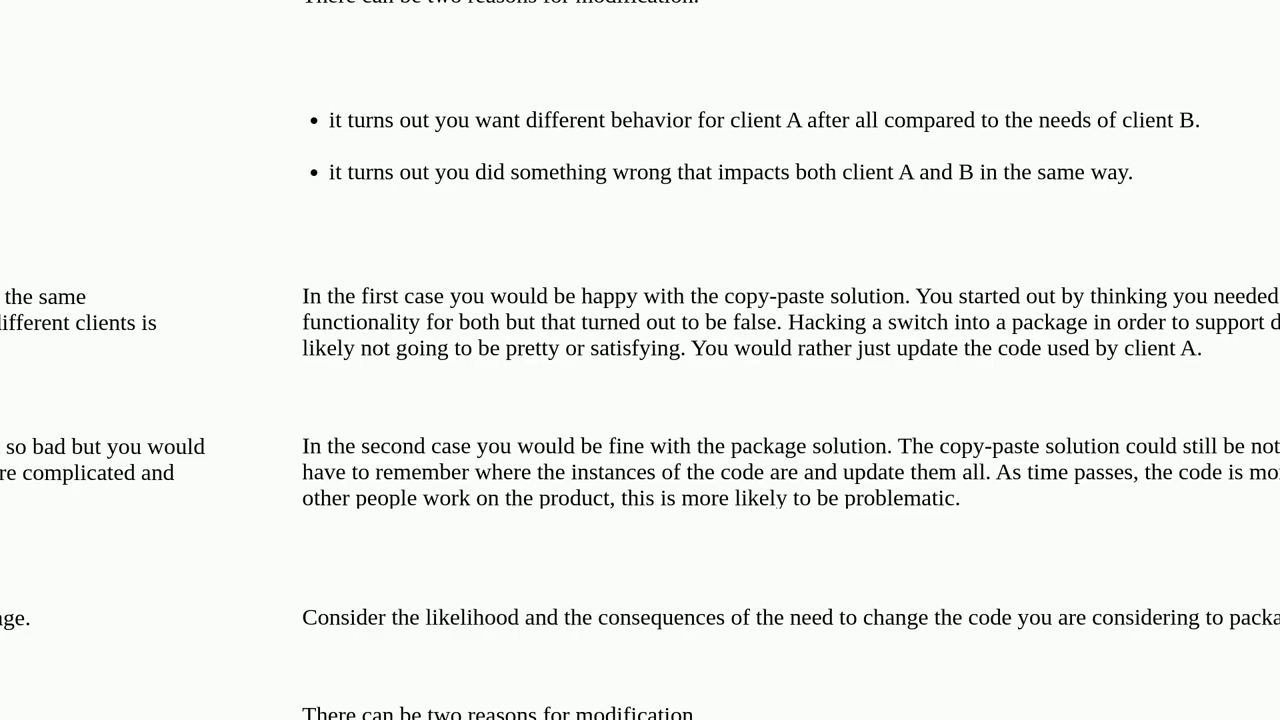 There can be two reasons for modification.
• it turns out you want different behavior for client A after all compared to the needs of client B.
• it turns out you did something wrong that impacts both client A and B in the same way.
the same
different clients is
In the first case you would be happy with the copy-paste solution. You started out by thinking you needed
functionality for both but that turned out to be false. Hacking a switch into a package in order to support
likely not going to be pretty or satisfying. You would rather just update the code used by client A.
so bad but you would
complicated and
In the second case you would be fine with the package solution. The copy-paste solution could still be not
have to remember where the instances of the code are and update them all. As time passes, the code is
other people work on the product, this is more likely to be problematic.
Consider the likelihood and the consequences of the need to change the code you are considering to
There can be two reasons for modification